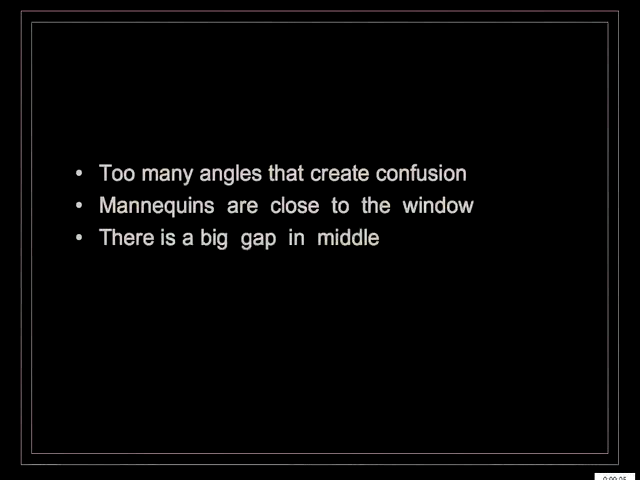 • Too many angles that create confusion
• Mannequins are close to the window
• There is a big gap in middle